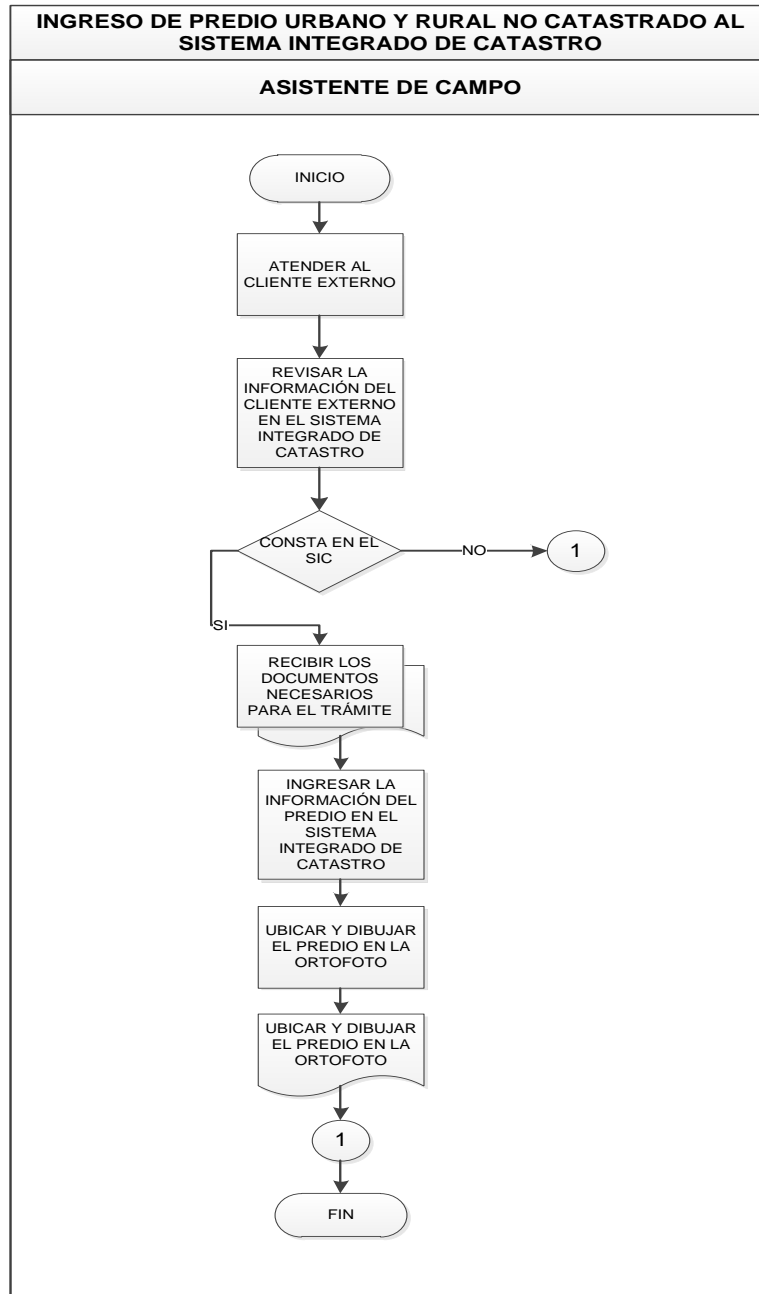 INGRESO DE PREDIO URBANO Y RURAL NO CATASTRADO AL
SISTEMA INTEGRADO DE CATASTRO
ASISTENTE DE CAMPO
INICIO
ATENDER AL
CLIENTE EXTERNO
REVISAR LA
INFORMACIÓN DEL
CLIENTE EXTERNO
EN EL SISTEMA
INTEGRADO DE
CATASTRO
CONSTA EN EL
SIC
NO
1
SI
RECIBIR LOS
DOCUMENTOS
NECESARIOS
PARA EL TRÁMITE
INGRESAR LA
INFORMACIÓN DEL
PREDIO EN EL
SISTEMA
INTEGRADO DE
CATASTRO
UBICAR Y DIBUJAR
EL PREDIO EN LA
ORTOFOTO
UBICAR Y DIBUJAR
EL PREDIO EN LA
ORTOFOTO
1
FIN